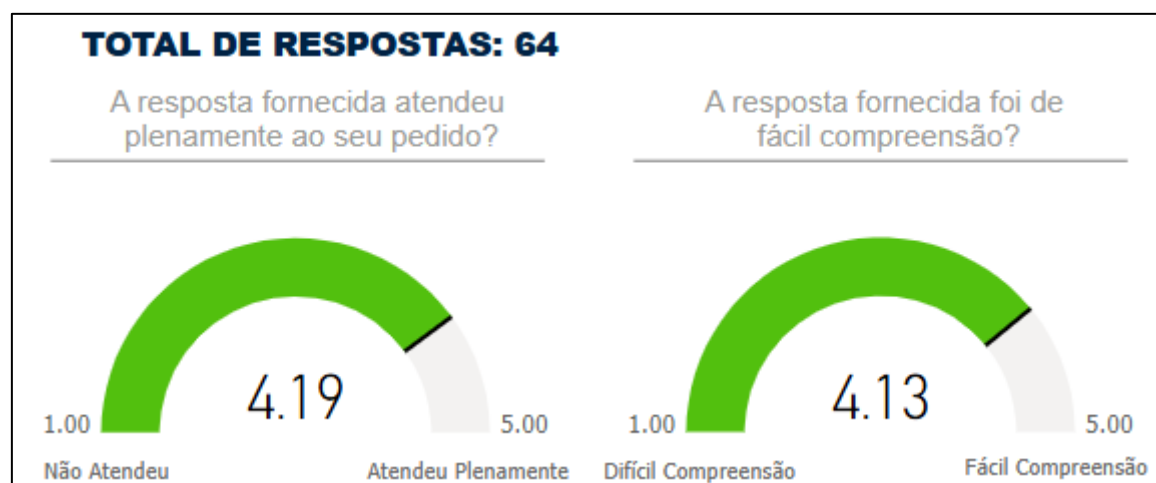 TOTAL DE RESPOSTAS: 64
A resposta fornecida atendeu
plenamente ao seu pedido?
4.19
1.00
5.00
Não Atendeu
Atendeu Plenamente
A resposta fornecida foi de
fácil compreensão?
4.13
1.00
5.00
Difícil Compreensão
Fácil Compreensão